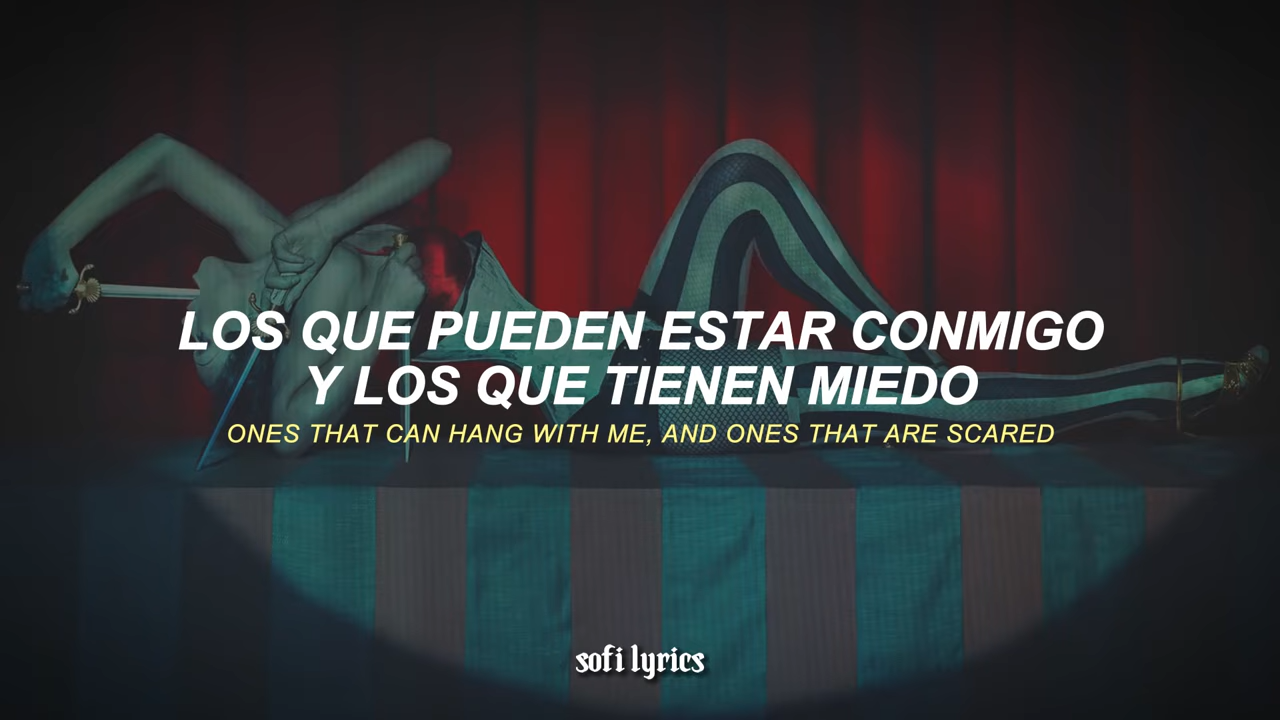 LOS QUE PUEDEN ESTAR CONMIGO
Y LOS QUE TIENEN MIEDO
ONES THAT CAN HANG WITH ME, AND ONES THAT ARE SCARED
sofi lyrics